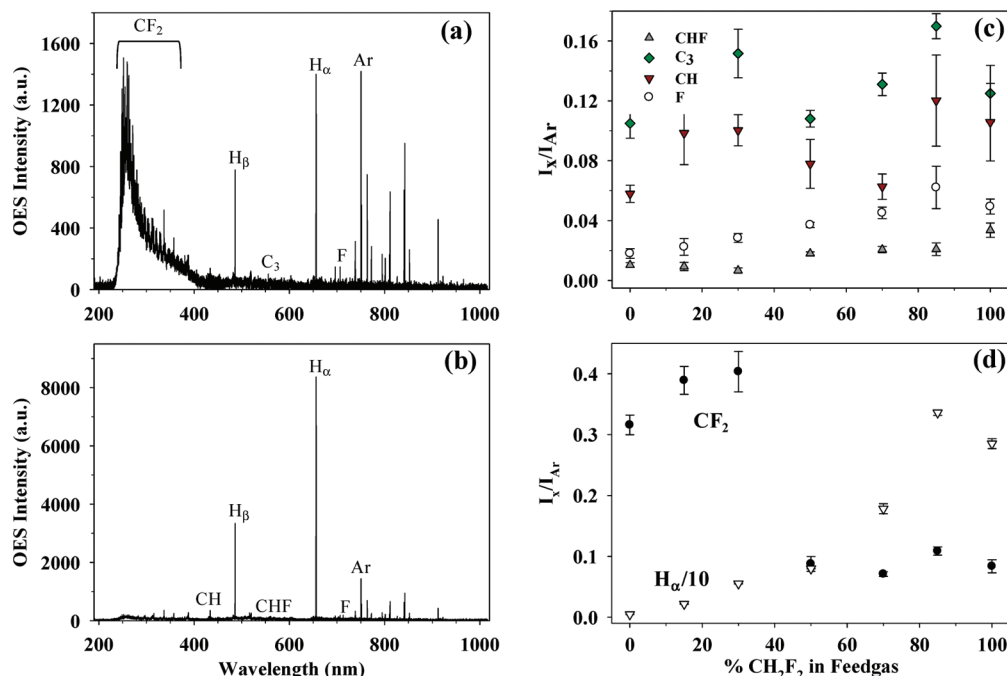 CF₂
(a)
1600
1200
800
400
0
OES Intensity (a.u.)
Hα
Ar
Hβ
C₃
F
200 400 600 800 1000
(b)
8000
6000
4000
2000
0
OES Intensity (a.u.)
Hα
Hβ
Ar
CH
CHF
F
200 400 600 800 1000
Wavelength (nm)
(c)
0.16
0.12
0.08
0.04
0.00
Iₓ/I_Ar
CHF
C₃
CH
F
0 20 40 60 80 100
(d)
0.4
0.3
0.2
0.1
0.0
Iₓ/I_Ar
CF₂
Hα/10
0 20 40 60 80 100
% CH₂F₂ in Feedgas